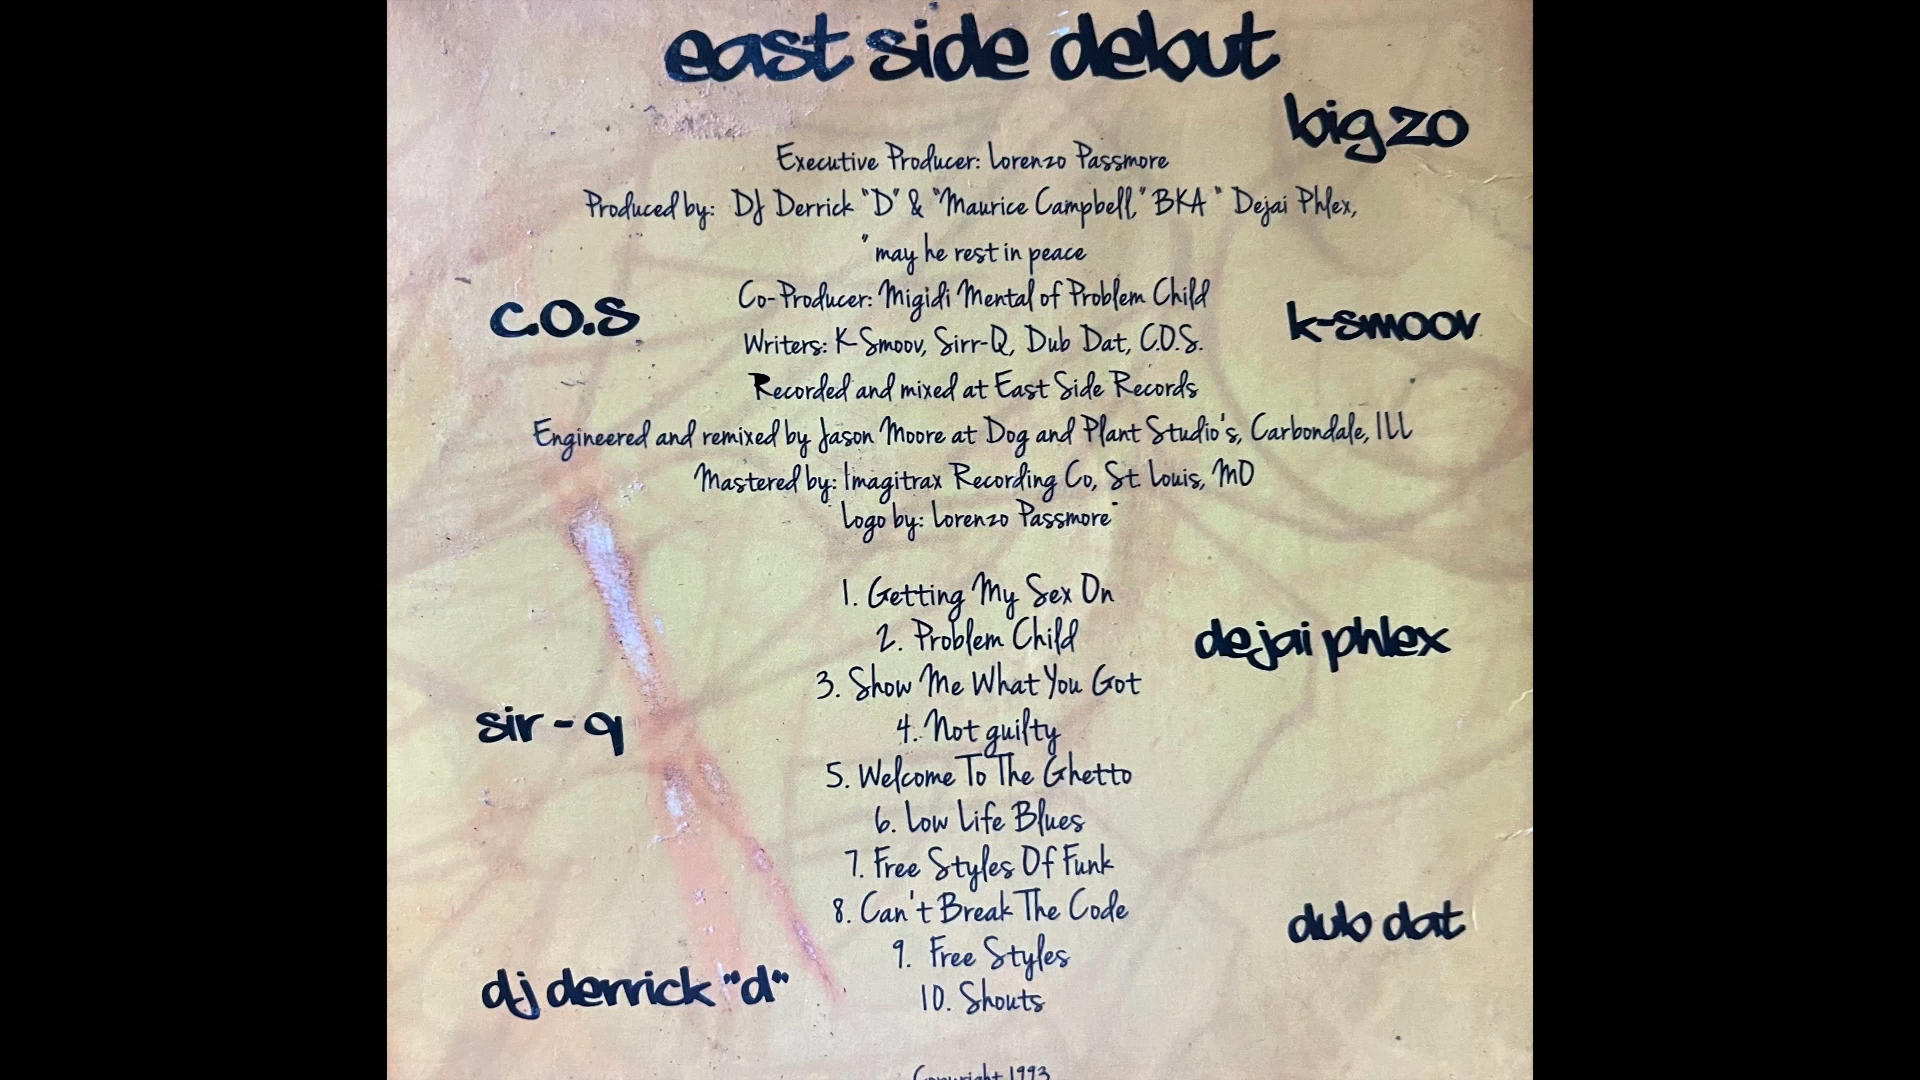 east side debut
big zo
Executive Producer: Lorenzo Passmore
Produced by: DJ Derrick "D" & "Maurice Campbell," BKA " Dejai Phlex,
"may he rest in peace
Co-Producer: Migidi Mental of Problem Child
C.O.S
k-smoov
Writers: K-Smoov, Sirr-Q, Dub Dat, C.O.S.
Recorded and mixed at East Side Records
Engineered and remixed by Jason Moore at Dog and Plant Studio's, Carbondale, ILL
Mastered by: Imagitrax Recording Co, St. Louis, MO
Logo by: Lorenzo Passmore"
1. Getting My Sex On
2. Problem Child
dejai phlex
3. Show Me What You Got
sir - q
4. Not guilty
5. Welcome To The Ghetto
6. Low Life Blues
7. Free Styles Of Funk
8. Can't Break The Code
dub dat
9. Free Styles
dj derrick "d"
10. Shouts
Copyright 1993